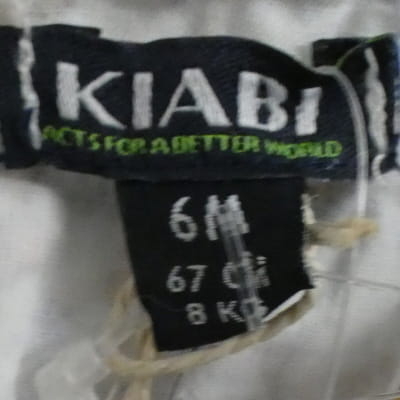 KIABI
ACTS FOR A BETTER WORLD
6M
67 CM
8 KG